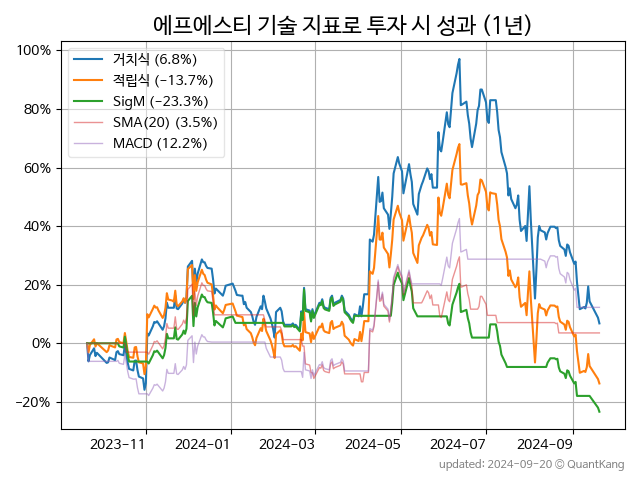 에프에스티 기술 지표로 투자 시 성과 (1년)
100%
80%
60%
40%
20%
0%
−20%
거치식 (6.8%)
적립식 (−13.7%)
SigM (−23.3%)
SMA(20) (3.5%)
MACD (12.2%)
2023-11
2024-01
2024-03
2024-05
2024-07
2024-09
updated: 2024-09-20 © QuantKang